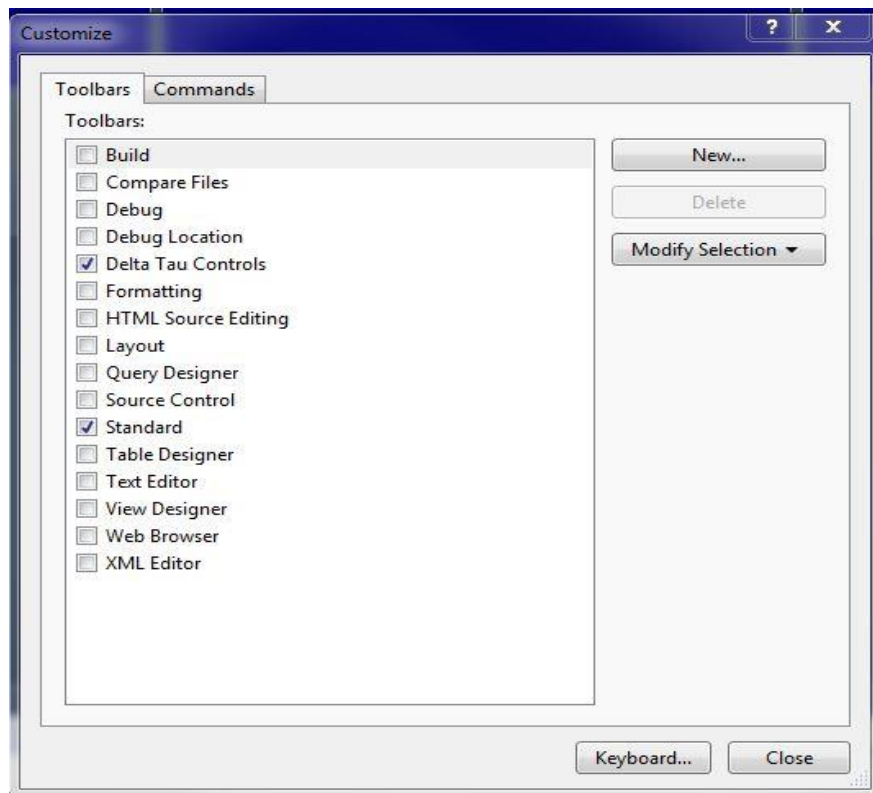 Customize
?
X
Toolbars
Commands
Toolbars:
Build
Compare Files
Debug
Debug Location
Delta Tau Controls
Formatting
HTML Source Editing
Layout
Query Designer
Source Control
Standard
Table Designer
Text Editor
View Designer
Web Browser
XML Editor
New...
Delete
Modify Selection
Keyboard...
Close